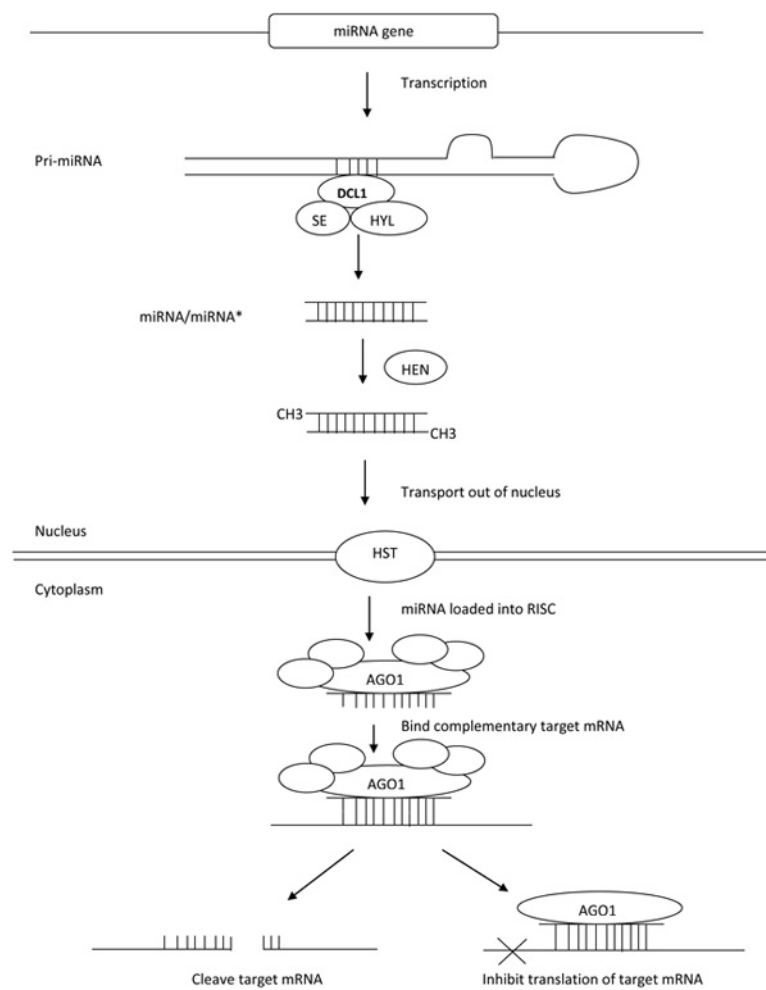 miRNA gene
Transcription
Pri-miRNA
DCL1
SE
HYL
miRNA/miRNA*
HEN
CH3
CH3
Transport out of nucleus
Nucleus
HST
Cytoplasm
miRNA loaded into RISC
AGO1
Bind complementary target mRNA
AGO1
AGO1
Cleave target mRNA
Inhibit translation of target mRNA